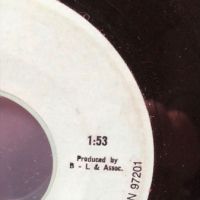 1:53
Produced by
B - L & Assoc.
N 97201